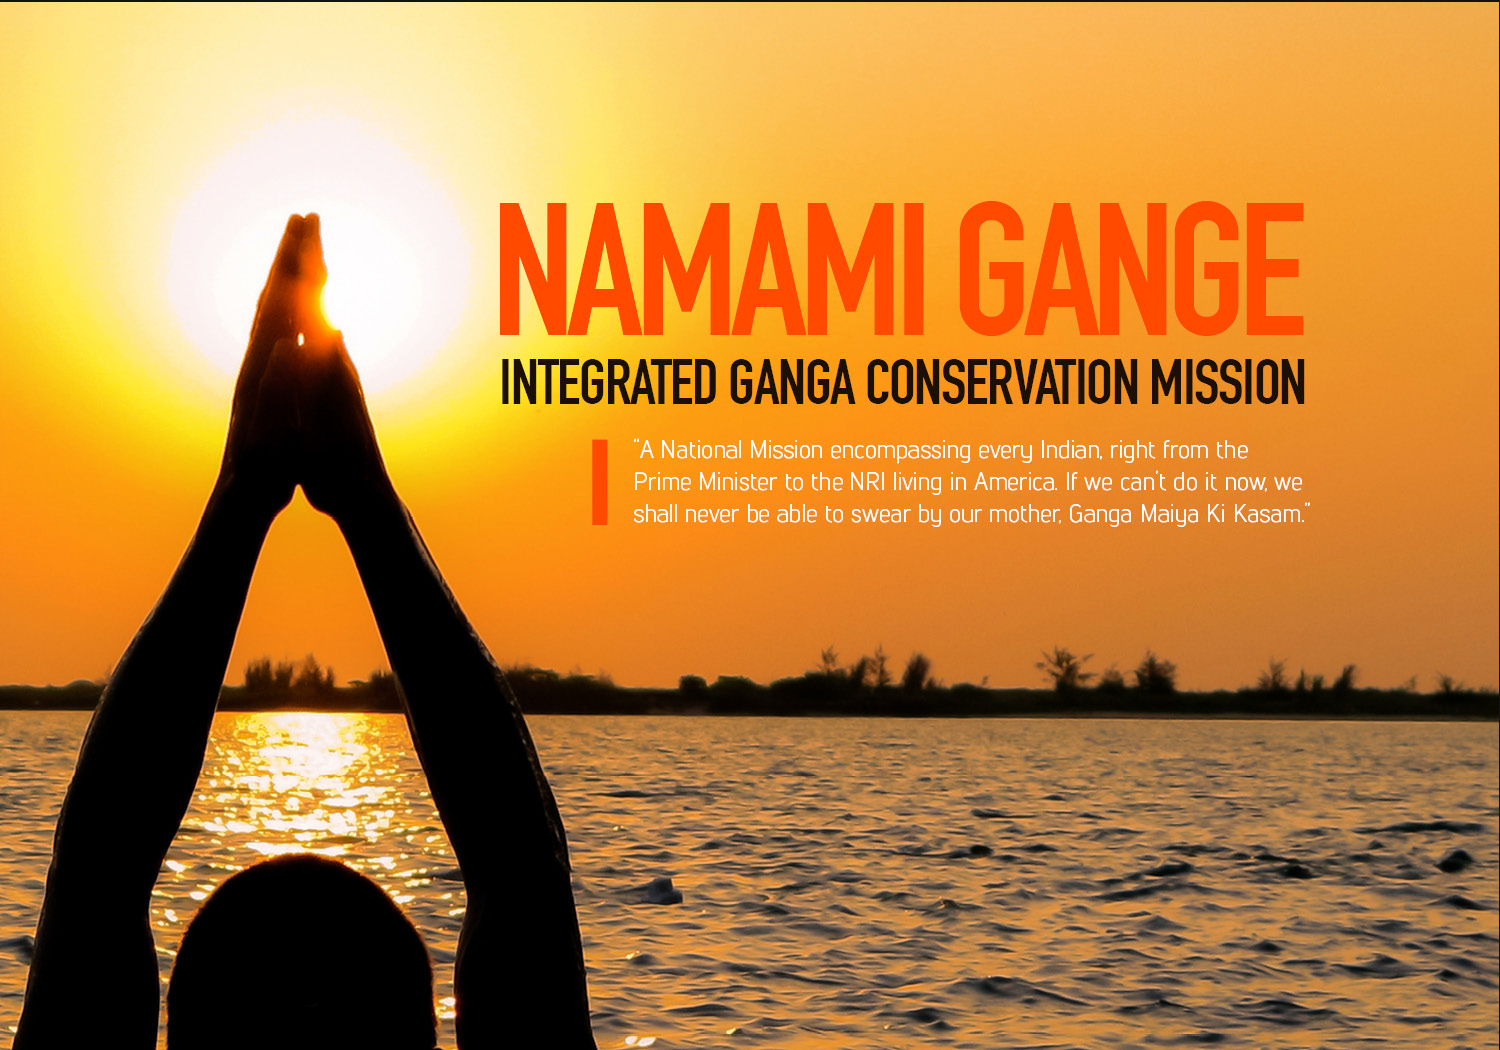 NAMAMI GANGE
INTEGRATED GANGA CONSERVATION MISSION
“A National Mission encompassing every Indian, right from the
Prime Minister to the NRI living in America. If we can't do it now, we
shall never be able to swear by our mother, Ganga Maiya Ki Kasam.”